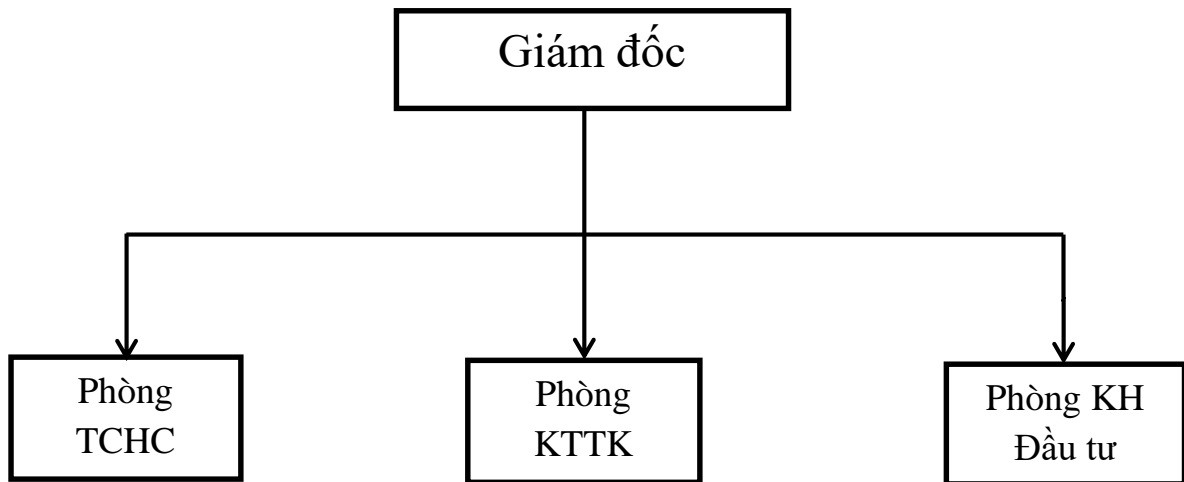 Giám đốc
Phòng
TCHC
Phòng
KTTK
Phòng KH
Đầu tư